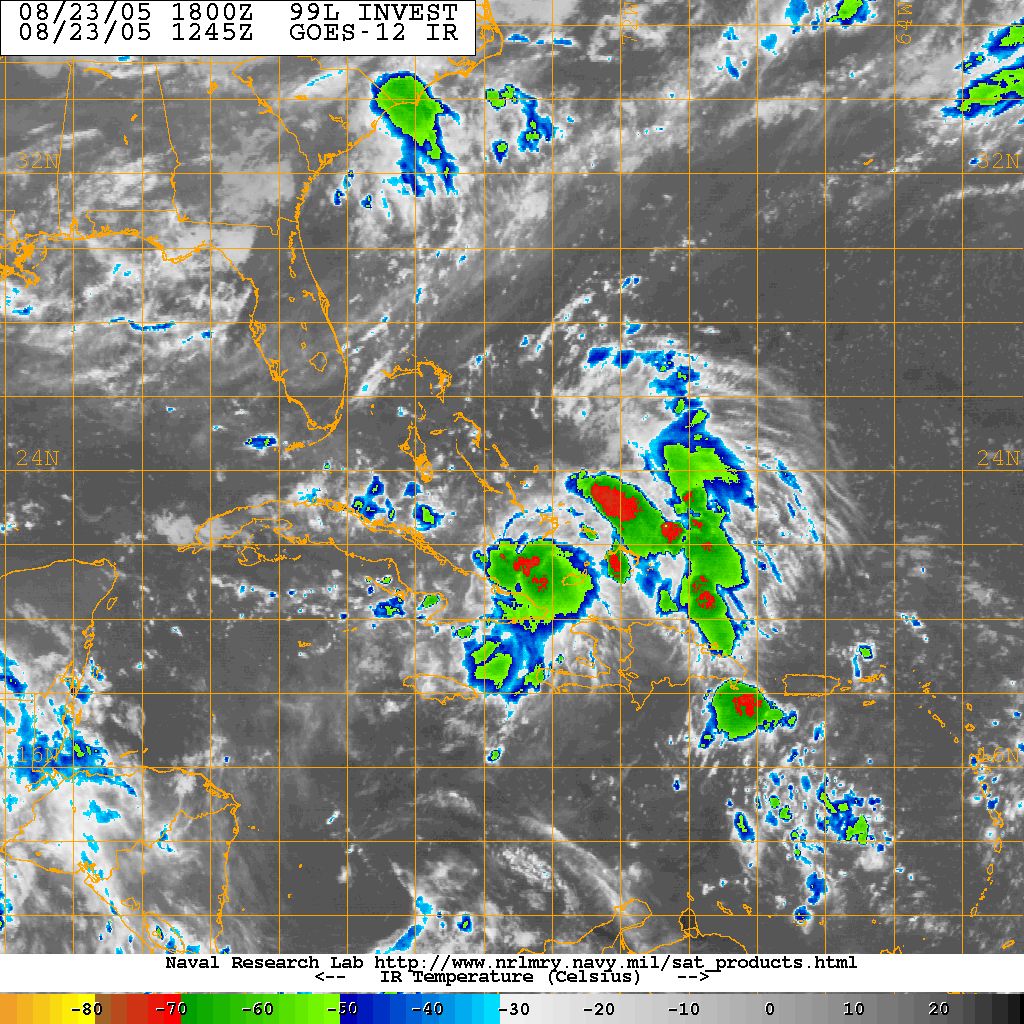 08/23/05 1800Z 99L INVEST
08/23/05 1245Z GOES-12 IR
64W
32N 32N
24N 24N
16N 16N
Naval Research Lab http://www.nrlmry.navy.mil/sat_products.html
<-- IR Temperature (Celsius) -->
-80 -70 -60 -50 -40 -30 -20 -10 0 10 20